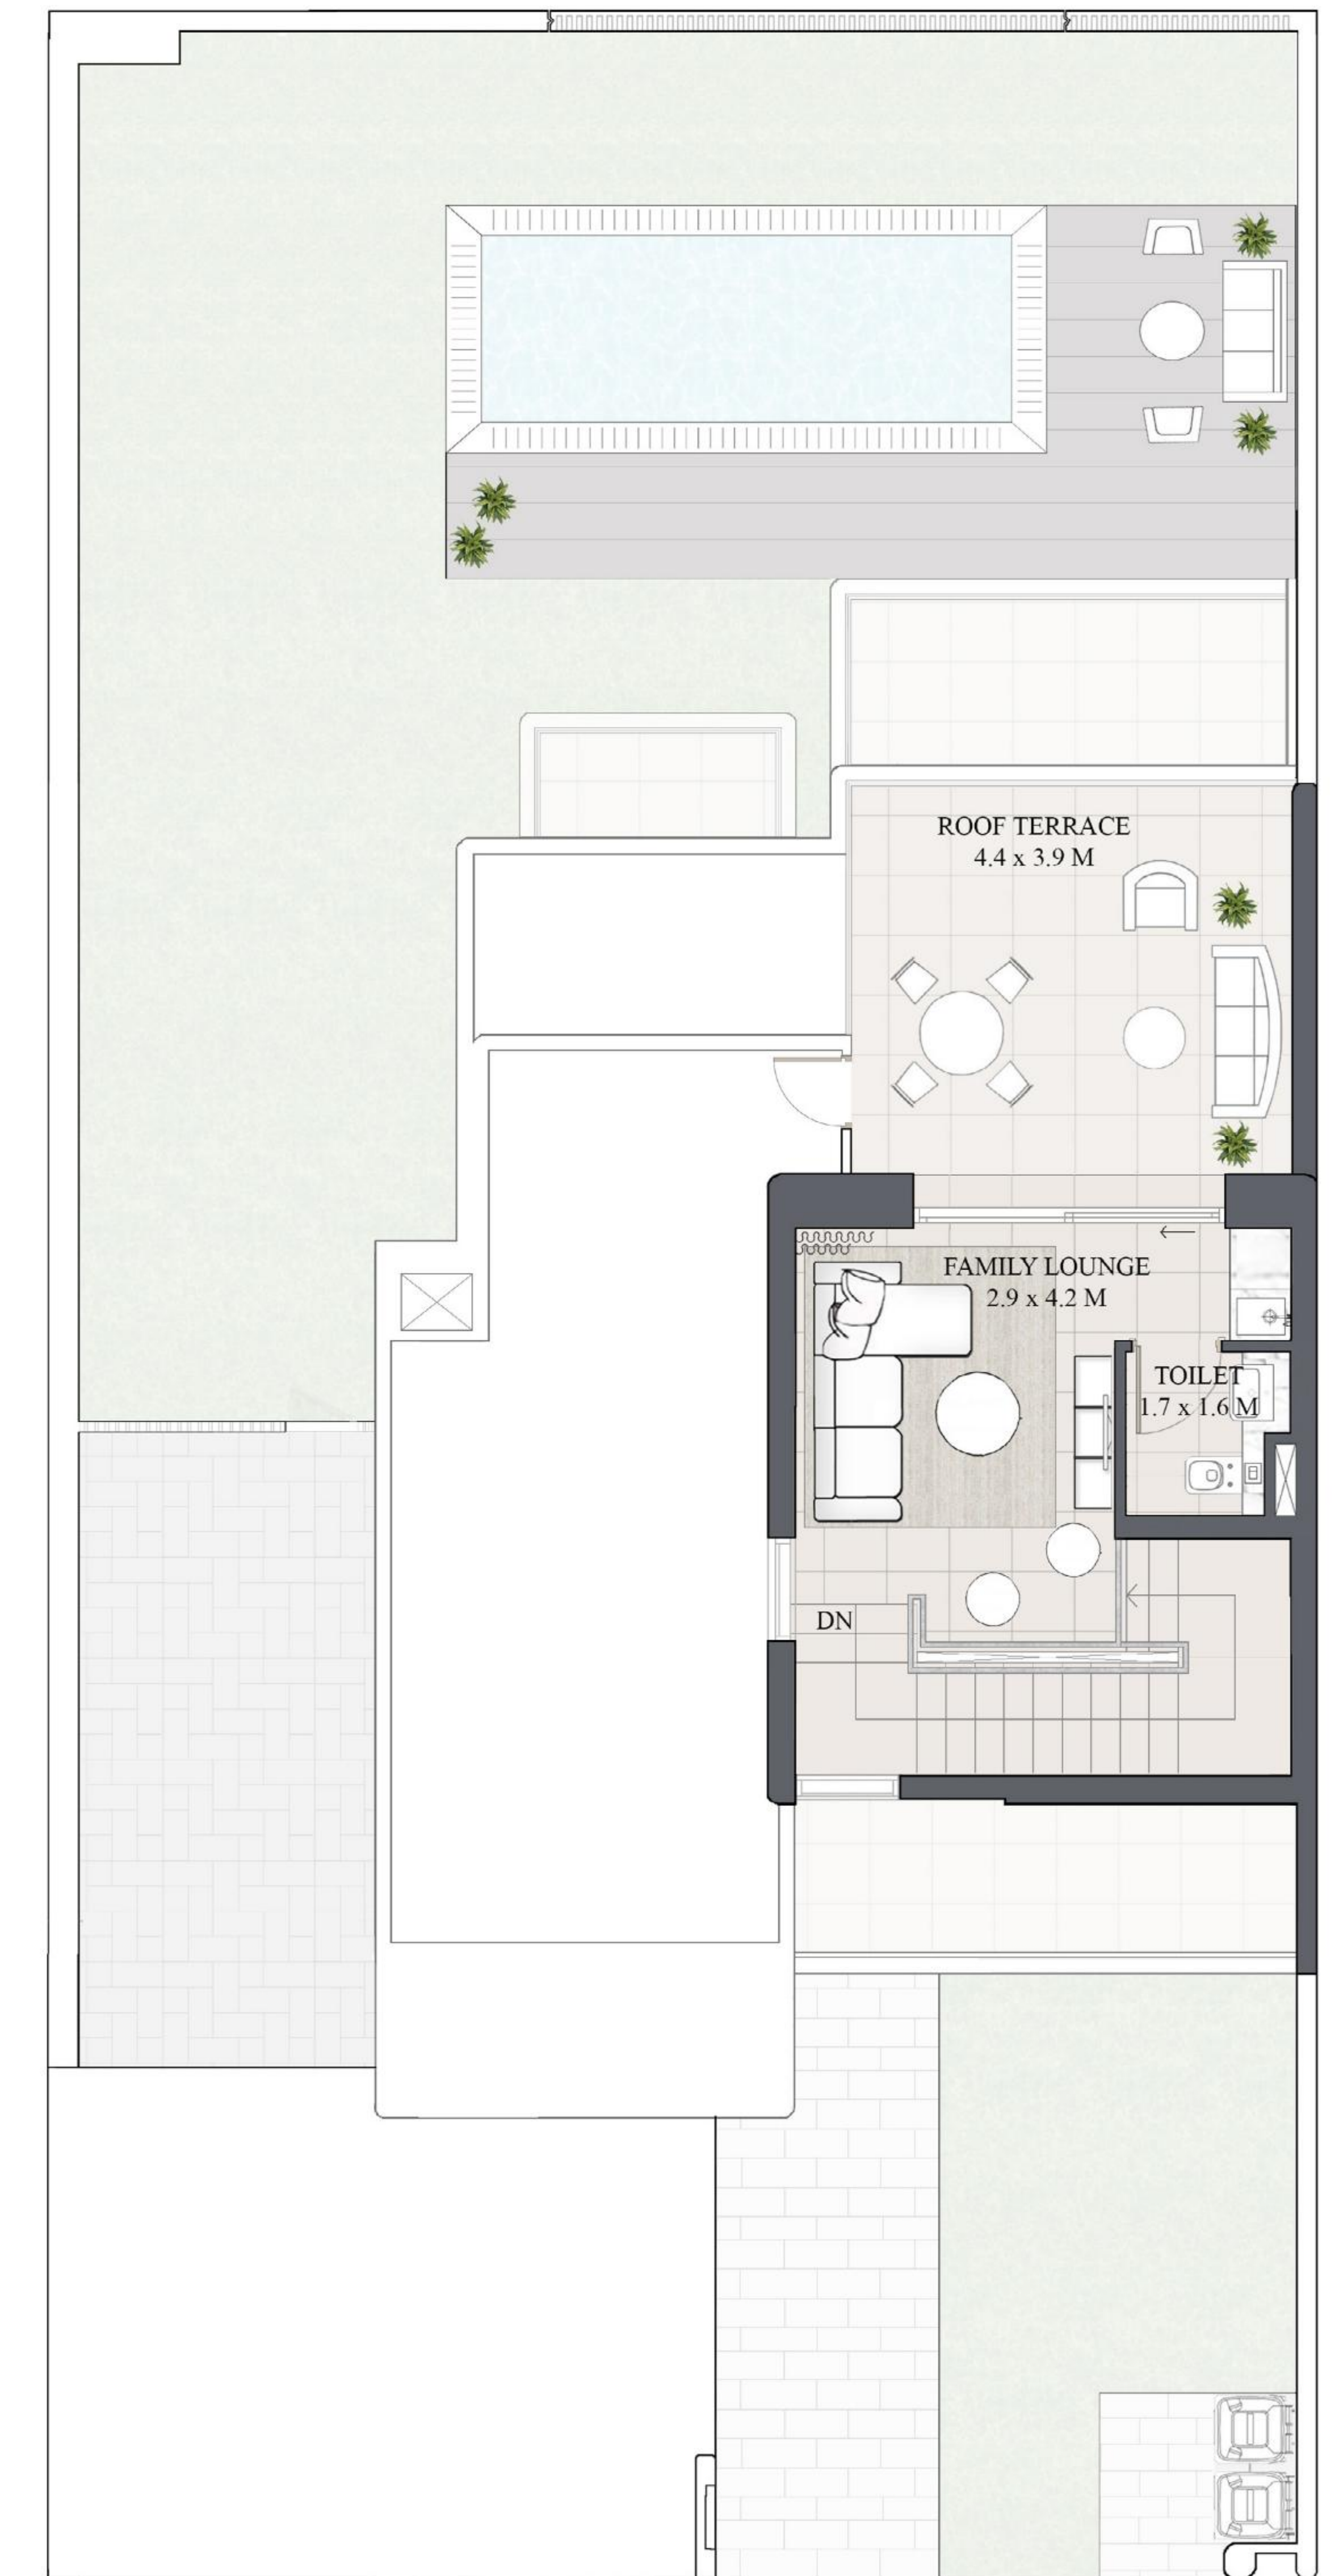 ROOF TERRACE
4.4 x 3.9 M
FAMILY LOUNGE
2.9 x 4.2 M
TOILET
1.7 x 1.6 M
DN